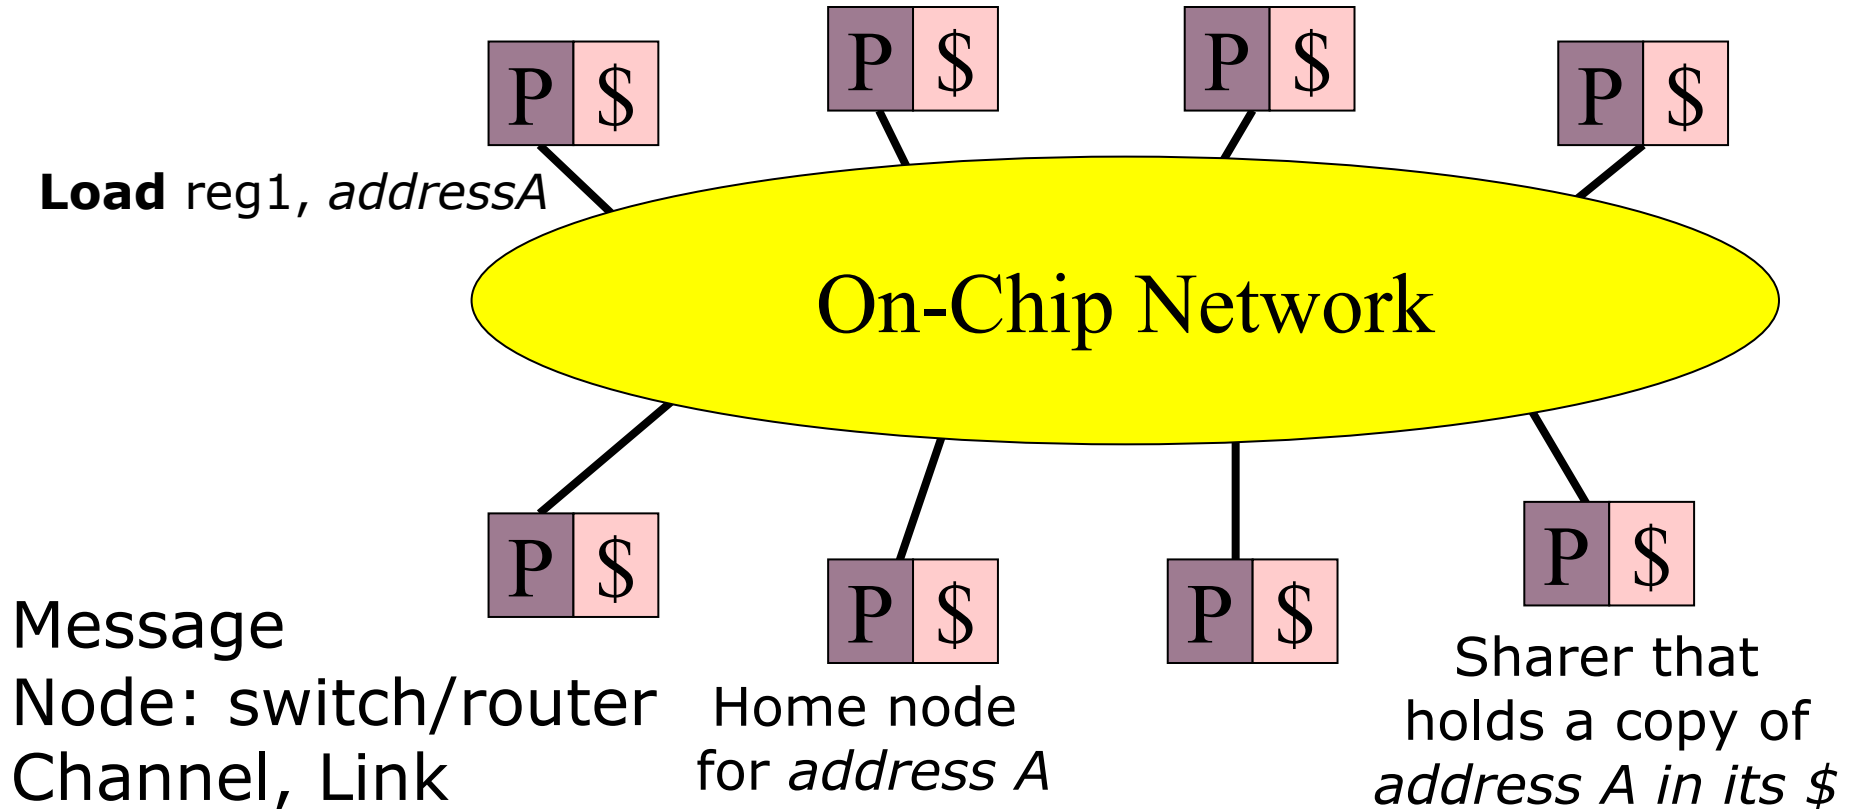 P $ P $ P $ P $
Load reg1, addressA
On-Chip Network
P $ P $ P $ P $
Message
Node: switch/router
Channel, Link
Home node
for address A
Sharer that
holds a copy of
address A in its $